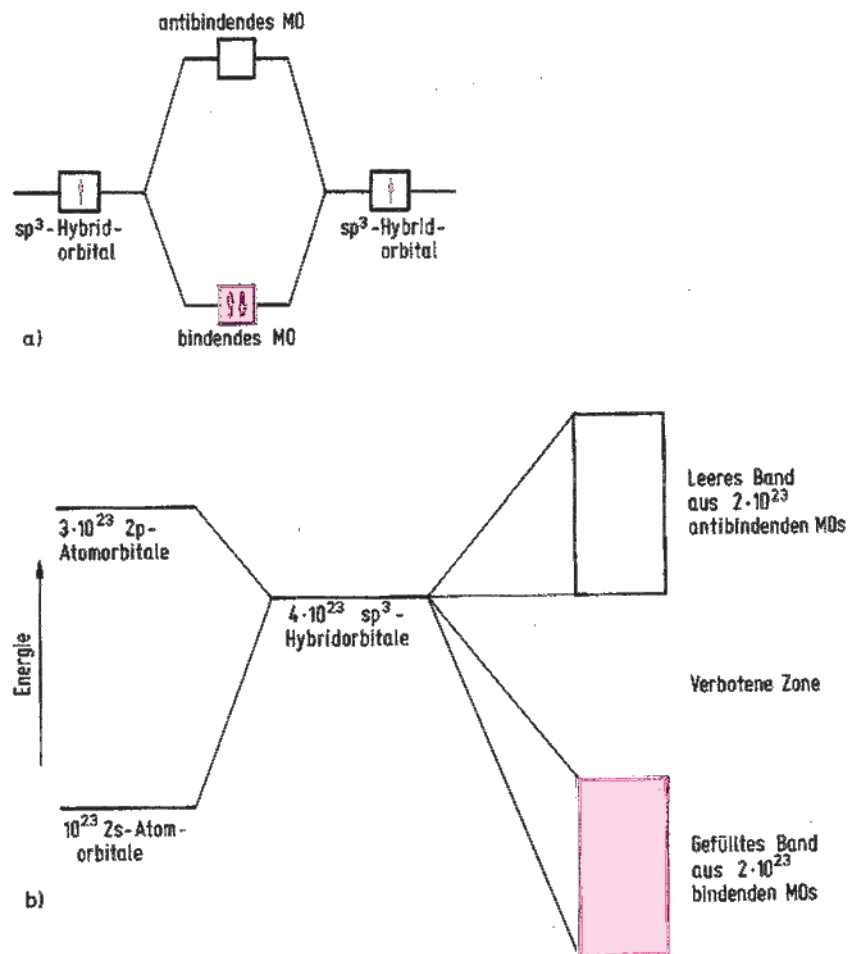 antibindendes MO
sp³-Hybrid-
orbital
sp³-Hybrid-
orbital
a)
bindendes MO
Leeres Band
aus 2·10²³
antibindenden MOs
3·10²³ 2p-
Atomorbitale
4·10²³ sp³-
Hybridorbitale
Energie
Verbotene Zone
10²³ 2s-Atom-
orbitale
Gefülltes Band
aus 2·10²³
bindenden MOs
b)